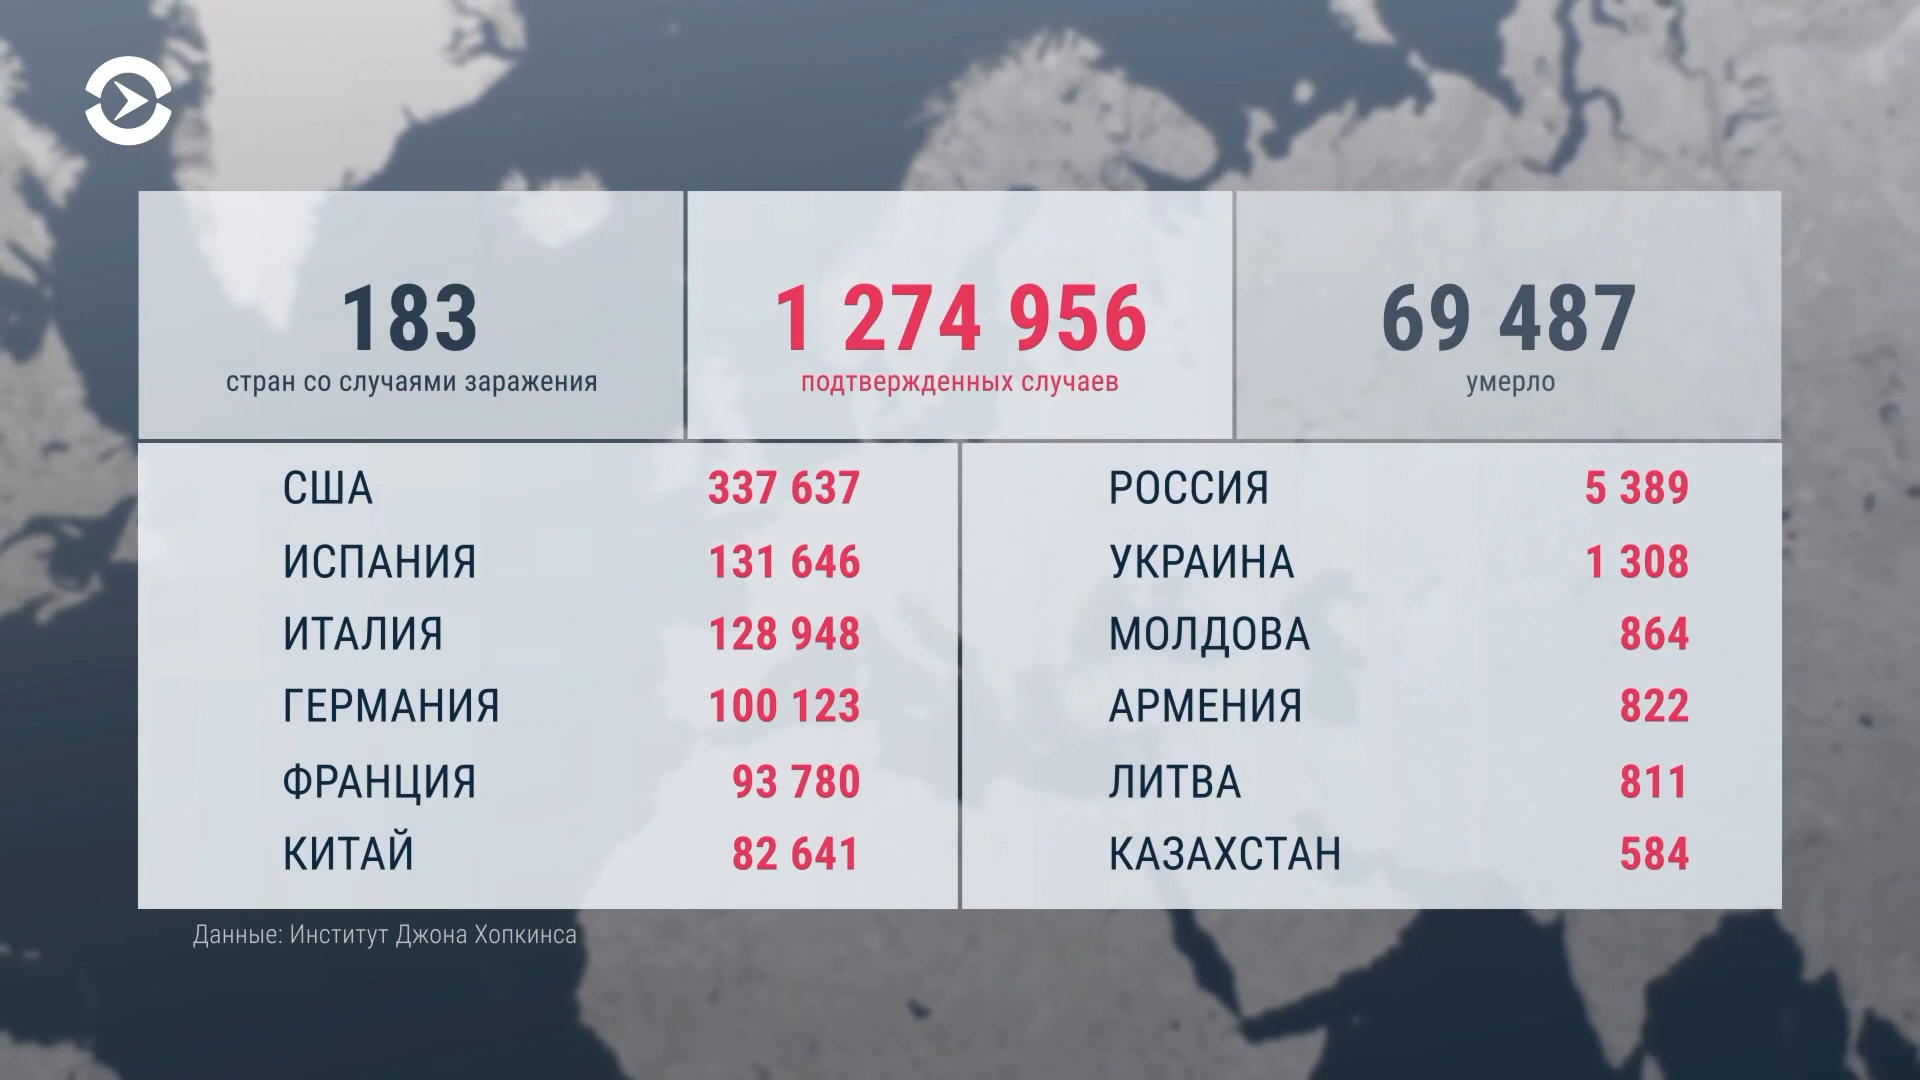 183
стран со случаями заражения
1 274 956
подтвержденных случаев
69 487
умерло
США 337 637
ИСПАНИЯ 131 646
ИТАЛИЯ 128 948
ГЕРМАНИЯ 100 123
ФРАНЦИЯ 93 780
КИТАЙ 82 641
РОССИЯ 5 389
УКРАИНА 1 308
МОЛДОВА 864
АРМЕНИЯ 822
ЛИТВА 811
КАЗАХСТАН 584
Данные: Институт Джона Хопкинса